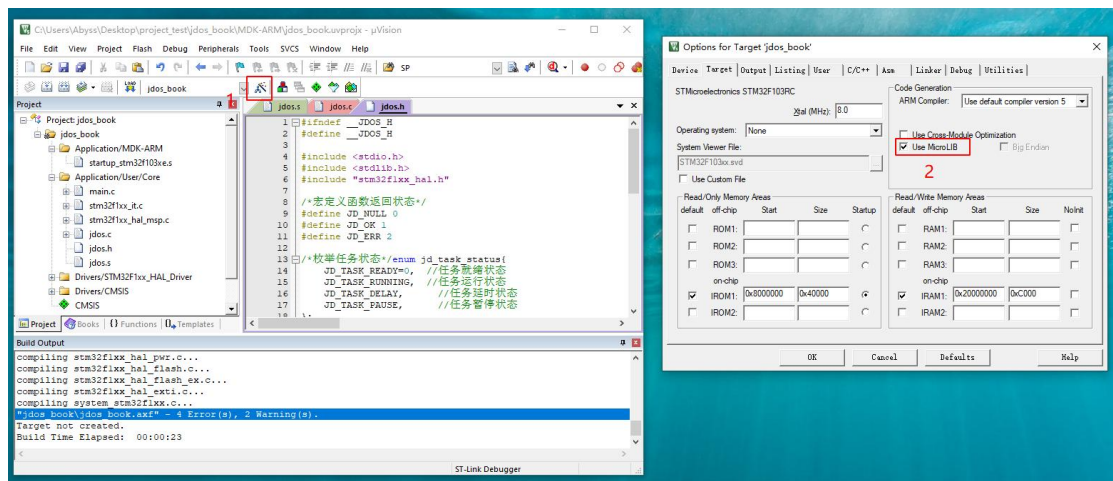 C:\Users\Abyss\Desktop\project_test\jdos_book\MDK-ARM\jdos_book.uvprojx - µVision
File Edit View Project Flash Debug Peripherals Tools SVCS Window Help
SP
LOAD
jdos_book
1
Project
Project: jdos_book
jdos_book
Application/MDK-ARM
startup_stm32f103xe.s
Application/User/Core
main.c
stm32f1xx_it.c
stm32f1xx_hal_msp.c
jdos.c
jdos.h
jdos.s
Drivers/STM32F1xx_HAL_Driver
Drivers/CMSIS
CMSIS
Project Books Functions Templates
jdos.s jdos.c jdos.h
1 #ifndef __JDOS_H
2 #define __JDOS_H
3
4 #include <stdio.h>
5 #include <stdlib.h>
6 #include "stm32f1xx_hal.h"
7
8 /*宏定义函数返回状态*/
9 #define JD_NULL 0
10 #define JD_OK 1
11 #define JD_ERR 2
12
13 /*枚举任务状态*/enum jd_task_status{
14 JD_TASK_READY=0, //任务就绪状态
15 JD_TASK_RUNNING, //任务运行状态
16 JD_TASK_DELAY, //任务延时状态
17 JD_TASK_PAUSE, //任务暂停状态
18 };
Build Output
compiling stm32f1xx_hal_pwr.c...
compiling stm32f1xx_hal_flash.c...
compiling stm32f1xx_hal_flash_ex.c...
compiling stm32f1xx_hal_exti.c...
compiling system_stm32f1xx.c...
"jdos_book\jdos_book.axf" - 4 Error(s), 2 Warning(s).
Target not created.
Build Time Elapsed: 00:00:23
ST-Link Debugger
Options for Target 'jdos_book'
Device Target Output Listing User C/C++ Asm Linker Debug Utilities
STMicroelectronics STM32F103RC
Xtal (MHz): 8.0
Operating system: None
System Viewer File:
STM32F103xx.svd
...
Use Custom File
Code Generation
ARM Compiler: Use default compiler version 5
Use Cross-Module Optimization
Use MicroLIB Big Endian
2
Read/Only Memory Areas
default off-chip Start Size Startup
ROM1:
ROM2:
ROM3:
on-chip
IROM1: 0x8000000 0x40000
IROM2:
Read/Write Memory Areas
default off-chip Start Size NoInit
RAM1:
RAM2:
RAM3:
on-chip
IRAM1: 0x20000000 0xC000
IRAM2:
OK Cancel Defaults Help